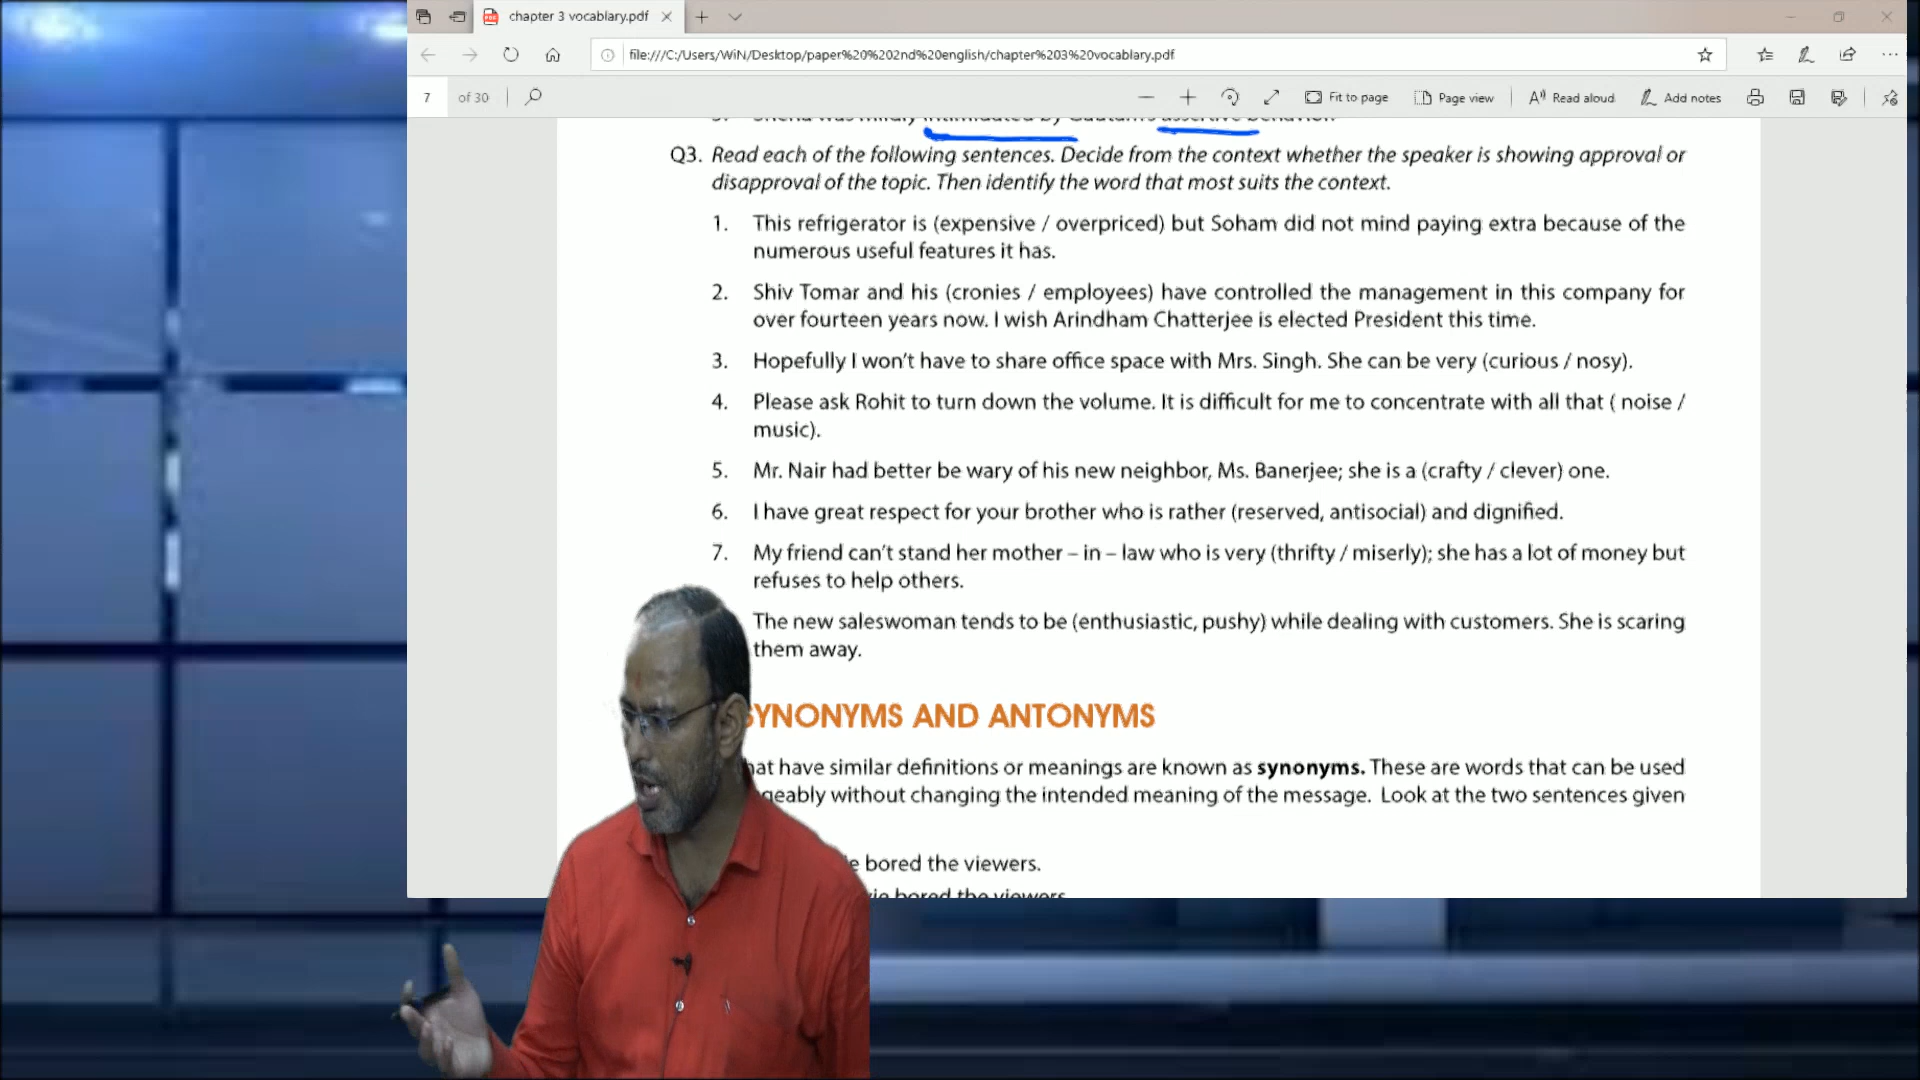 chapter 3 vocablary.pdf
file:///C:/Users/WiN/Desktop/paper%20%202nd%20english/chapter%203%20vocablary.pdf
7 of 30 Fit to page Page view Read aloud Add notes
Q3. Read each of the following sentences. Decide from the context whether the speaker is showing approval or
disapproval of the topic. Then identify the word that most suits the context.
1. This refrigerator is (expensive / overpriced) but Soham did not mind paying extra because of the
numerous useful features it has.
2. Shiv Tomar and his (cronies / employees) have controlled the management in this company for
over fourteen years now. I wish Arindham Chatterjee is elected President this time.
3. Hopefully I won't have to share office space with Mrs. Singh. She can be very (curious / nosy).
4. Please ask Rohit to turn down the volume. It is difficult for me to concentrate with all that ( noise /
music).
5. Mr. Nair had better be wary of his new neighbor, Ms. Banerjee; she is a (crafty / clever) one.
6. I have great respect for your brother who is rather (reserved, antisocial) and dignified.
7. My friend can't stand her mother – in – law who is very (thrifty / miserly); she has a lot of money but
refuses to help others.
The new saleswoman tends to be (enthusiastic, pushy) while dealing with customers. She is scaring
them away.
SYNONYMS AND ANTONYMS
have similar definitions or meanings are known as synonyms. These are words that can be used
without changing the intended meaning of the message. Look at the two sentences given
bored the viewers.
bored the viewers